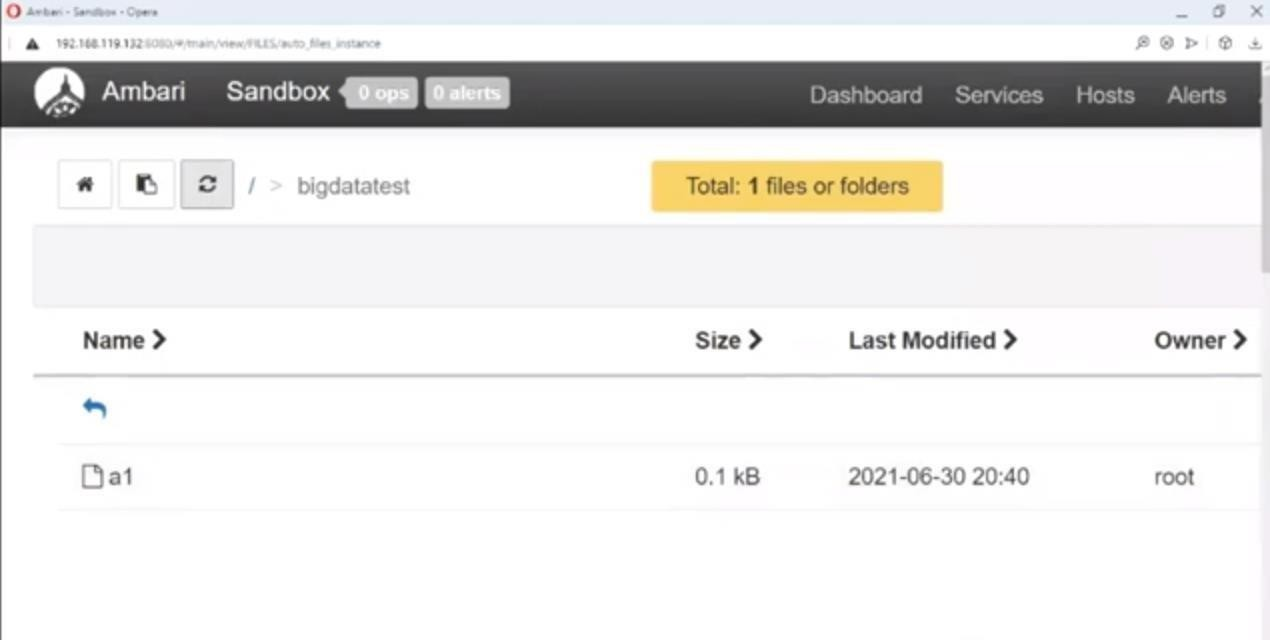 Ambari - Sandbox - Opera
192.168.119.132:8080/#/main/view/FILES/auto_files_instance
Ambari Sandbox 0 ops 0 alerts Dashboard Services Hosts Alerts
/ > bigdatatest Total: 1 files or folders
Name Size Last Modified Owner
a1 0.1 kB 2021-06-30 20:40 root